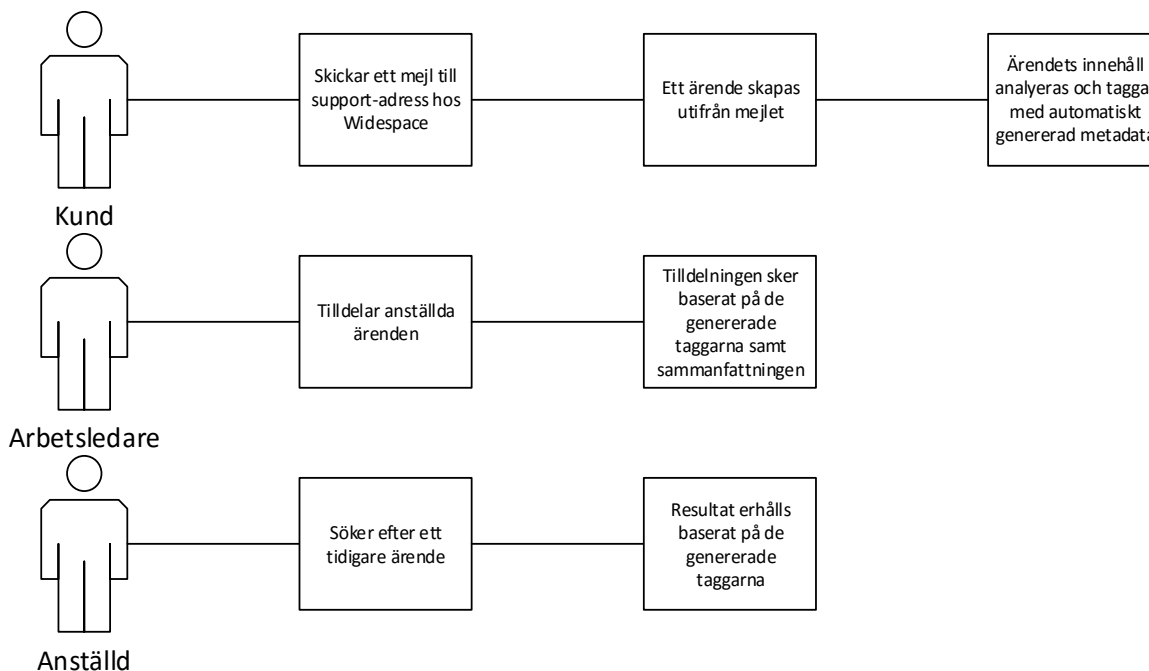 Skickar ett mejl till
support-adress hos
Widespace
Ett ärende skapas
utifrån mejlet
Ärendets innehåll
analyeras och tagga
med automatiskt
genererad metadata
Kund
Tilldelar anställda
ärenden
Tilldelningen sker
baserat på de
genererade
taggarna samt
sammanfattningen
Arbetsledare
Söker efter ett
tidigare ärende
Resultat erhålls
baserat på de
genererade
taggarna
Anställd